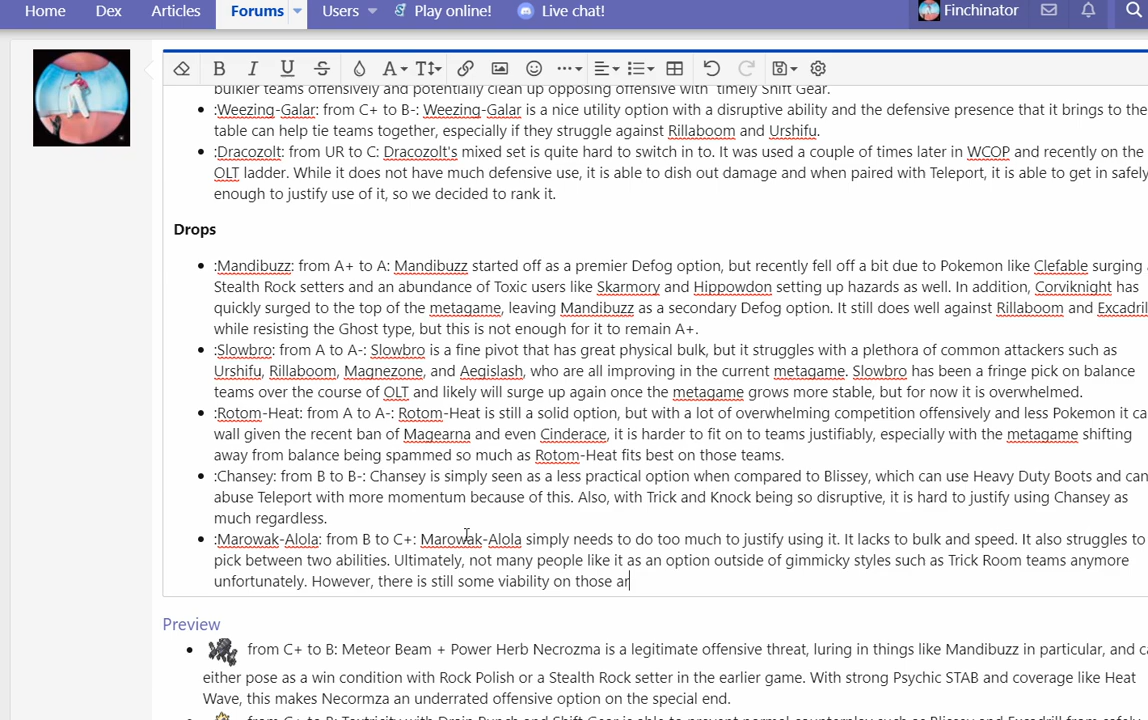 Home Dex Articles Forums Users Play online! Live chat! Finchinator
bulkier teams offensively and potentially clean up opposing offensive with timely Shift Gear.
:Weezing-Galar: from C+ to B-: Weezing-Galar is a nice utility option with a disruptive ability and the defensive presence that it brings to the
table can help tie teams together, especially if they struggle against Rillaboom and Urshifu.
:Dracozolt: from UR to C: Dracozolt's mixed set is quite hard to switch in to. It was used a couple of times later in WCOP and recently on the
OLT ladder. While it does not have much defensive use, it is able to dish out damage and when paired with Teleport, it is able to get in safely
enough to justify use of it, so we decided to rank it.
Drops
:Mandibuzz: from A+ to A: Mandibuzz started off as a premier Defog option, but recently fell off a bit due to Pokemon like Clefable surging
Stealth Rock setters and an abundance of Toxic users like Skarmory and Hippowdon setting up hazards as well. In addition, Corviknight has
quickly surged to the top of the metagame, leaving Mandibuzz as a secondary Defog option. It still does well against Rillaboom and Excadril
while resisting the Ghost type, but this is not enough for it to remain A+.
:Slowbro: from A to A-: Slowbro is a fine pivot that has great physical bulk, but it struggles with a plethora of common attackers such as
Urshifu, Rillaboom, Magnezone, and Aegislash, who are all improving in the current metagame. Slowbro has been a fringe pick on balance
teams over the course of OLT and likely will surge up again once the metagame grows more stable, but for now it is overwhelmed.
:Rotom-Heat: from A to A-: Rotom-Heat is still a solid option, but with a lot of overwhelming competition offensively and less Pokemon it ca
wall given the recent ban of Magearna and even Cinderace, it is harder to fit on to teams justifiably, especially with the metagame shifting
away from balance being spammed so much as Rotom-Heat fits best on those teams.
:Chansey: from B to B-: Chansey is simply seen as a less practical option when compared to Blissey, which can use Heavy Duty Boots and can
abuse Teleport with more momentum because of this. Also, with Trick and Knock being so disruptive, it is hard to justify using Chansey as
much regardless.
:Marowak-Alola: from B to C+: Marowak-Alola simply needs to do too much to justify using it. It lacks to bulk and speed. It also struggles to
pick between two abilities. Ultimately, not many people like it as an option outside of gimmicky styles such as Trick Room teams anymore
unfortunately. However, there is still some viability on those ar
Preview
from C+ to B: Meteor Beam + Power Herb Necrozma is a legitimate offensive threat, luring in things like Mandibuzz in particular, and ca
either pose as a win condition with Rock Polish or a Stealth Rock setter in the earlier game. With strong Psychic STAB and coverage like Heat
Wave, this makes Necormza an underrated offensive option on the special end.